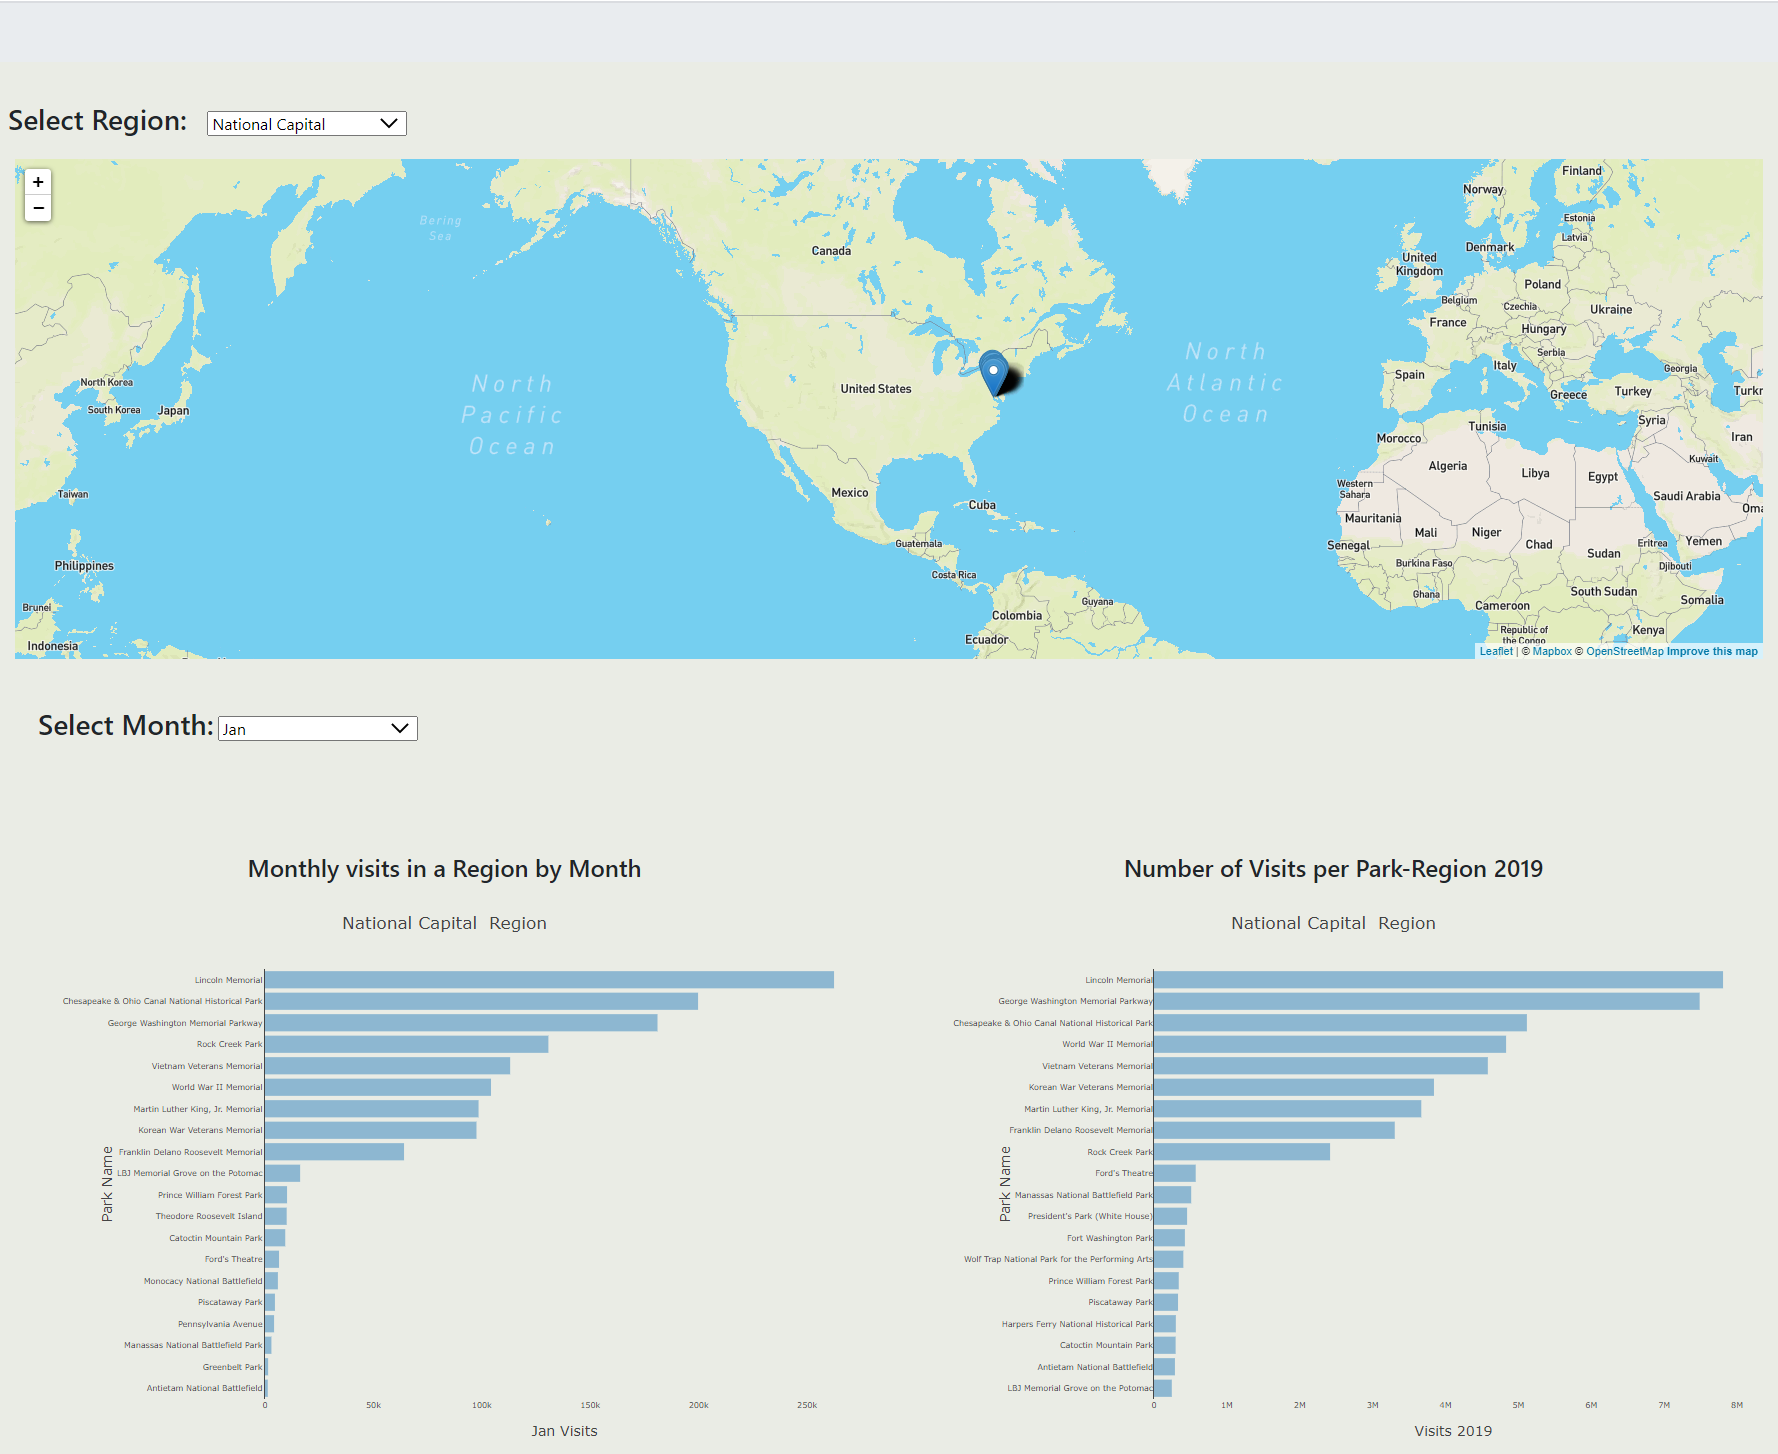 Select Region:
National Capital
+
−
Bering
Sea
Canada
United States
Mexico
Cuba
Guatemala
Costa Rica
Colombia
Ecuador
Guyana
North
Pacific
Ocean
North
Atlantic
Ocean
North Korea
South Korea
Japan
Taiwan
Philippines
Brunei
Indonesia
Finland
Norway
Estonia
Latvia
Denmark
United
Kingdom
Poland
Belgium
Czechia
Ukraine
France
Hungary
Serbia
Italy
Georgia
Spain
Greece
Turkey
Turkr
Syria
Tunisia
Morocco
Iran
Kuwait
Algeria
Libya
Egypt
Western
Sahara
Saudi Arabia
Oma
Mauritania
Mali
Niger
Chad
Sudan
Eritrea
Yemen
Senegal
Burkina Faso
Djibouti
Ghana
South Sudan
Somalia
Cameroon
Republic of
the Congo
Kenya
Leaflet | © Mapbox © OpenStreetMap Improve this map
Select Month:
Jan
Monthly visits in a Region by Month
National Capital Region
Park Name
Lincoln Memorial
Chesapeake & Ohio Canal National Historical Park
George Washington Memorial Parkway
Rock Creek Park
Vietnam Veterans Memorial
World War II Memorial
Martin Luther King, Jr. Memorial
Korean War Veterans Memorial
Franklin Delano Roosevelt Memorial
LBJ Memorial Grove on the Potomac
Prince William Forest Park
Theodore Roosevelt Island
Catoctin Mountain Park
Ford's Theatre
Monocacy National Battlefield
Piscataway Park
Pennsylvania Avenue
Manassas National Battlefield Park
Greenbelt Park
Antietam National Battlefield
0 50k 100k 150k 200k 250k
Jan Visits
Number of Visits per Park-Region 2019
National Capital Region
Park Name
Lincoln Memorial
George Washington Memorial Parkway
Chesapeake & Ohio Canal National Historical Park
World War II Memorial
Vietnam Veterans Memorial
Korean War Veterans Memorial
Martin Luther King, Jr. Memorial
Franklin Delano Roosevelt Memorial
Rock Creek Park
Ford's Theatre
Manassas National Battlefield Park
President's Park (White House)
Fort Washington Park
Wolf Trap National Park for the Performing Arts
Prince William Forest Park
Piscataway Park
Harpers Ferry National Historical Park
Catoctin Mountain Park
Antietam National Battlefield
LBJ Memorial Grove on the Potomac
0 1M 2M 3M 4M 5M 6M 7M 8M
Visits 2019